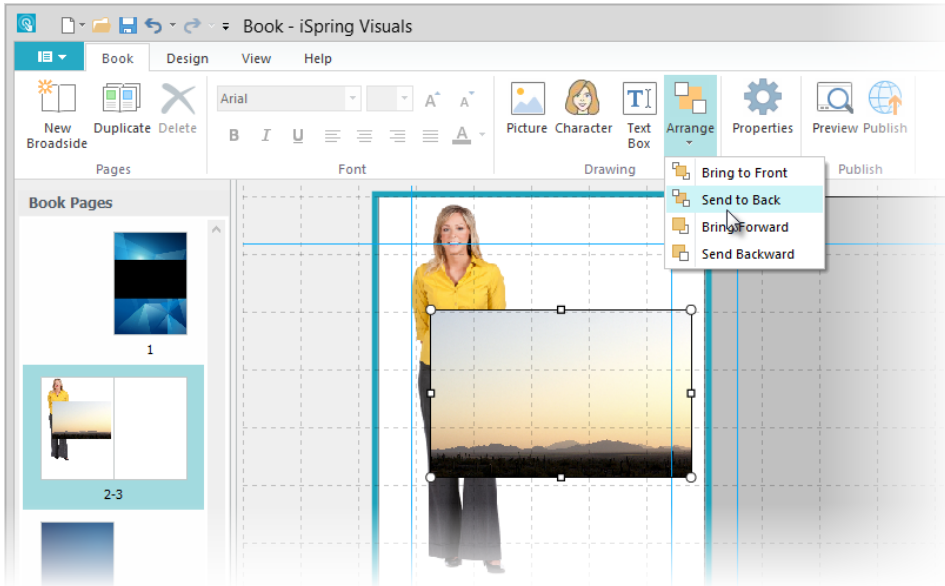 Book - iSpring Visuals
Book Design View Help
New Broadside
Duplicate
Delete
Pages
Arial
A A
B I U A
Font
Picture
Character
T
Text Box
Arrange
Drawing
Properties
Preview
Publish
Publish
Bring to Front
Send to Back
Bring Forward
Send Backward
Book Pages
1
2-3